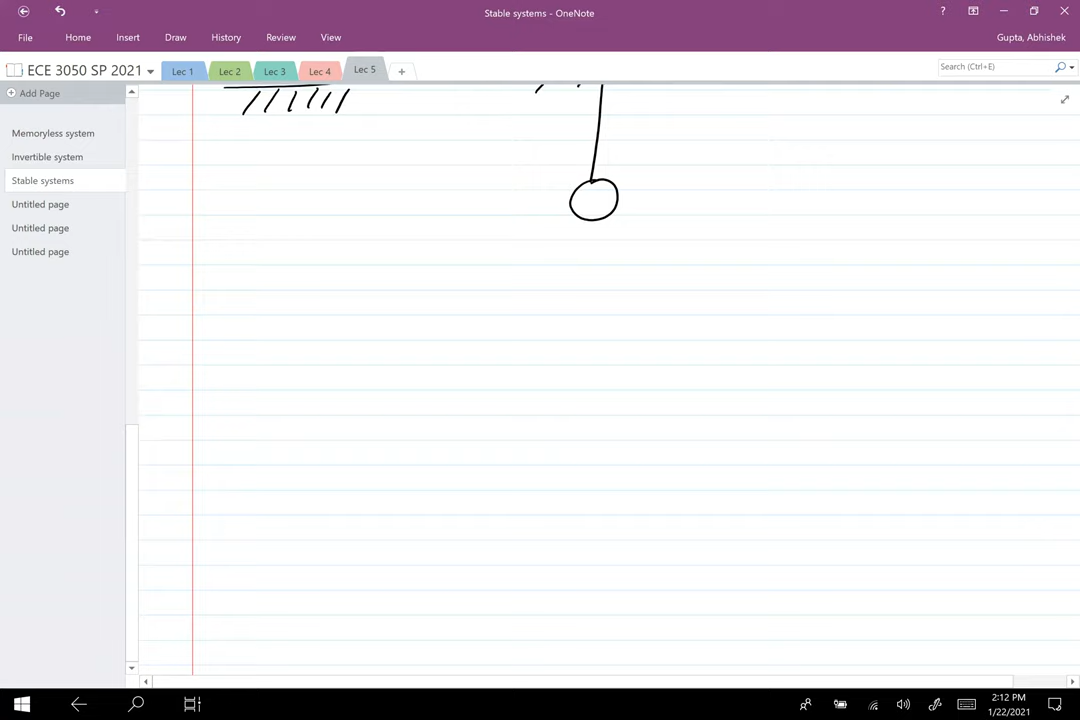 Stable systems - OneNote
?
File Home Insert Draw History Review View
Gupta, Abhishek
ECE 3050 SP 2021
Lec 1
Lec 2
Lec 3
Lec 4
Lec 5
+
Search (Ctrl+E)
Add Page
Memoryless system
Invertible system
Stable systems
Untitled page
Untitled page
Untitled page
2:12 PM
1/22/2021